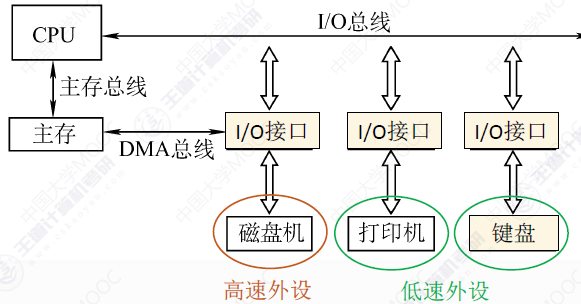 CPU
I/O总线
主存总线
主存
DMA总线
I/O接口
I/O接口
I/O接口
磁盘机
打印机
键盘
高速外设
低速外设
中国大学MOOC
王道计算机考研